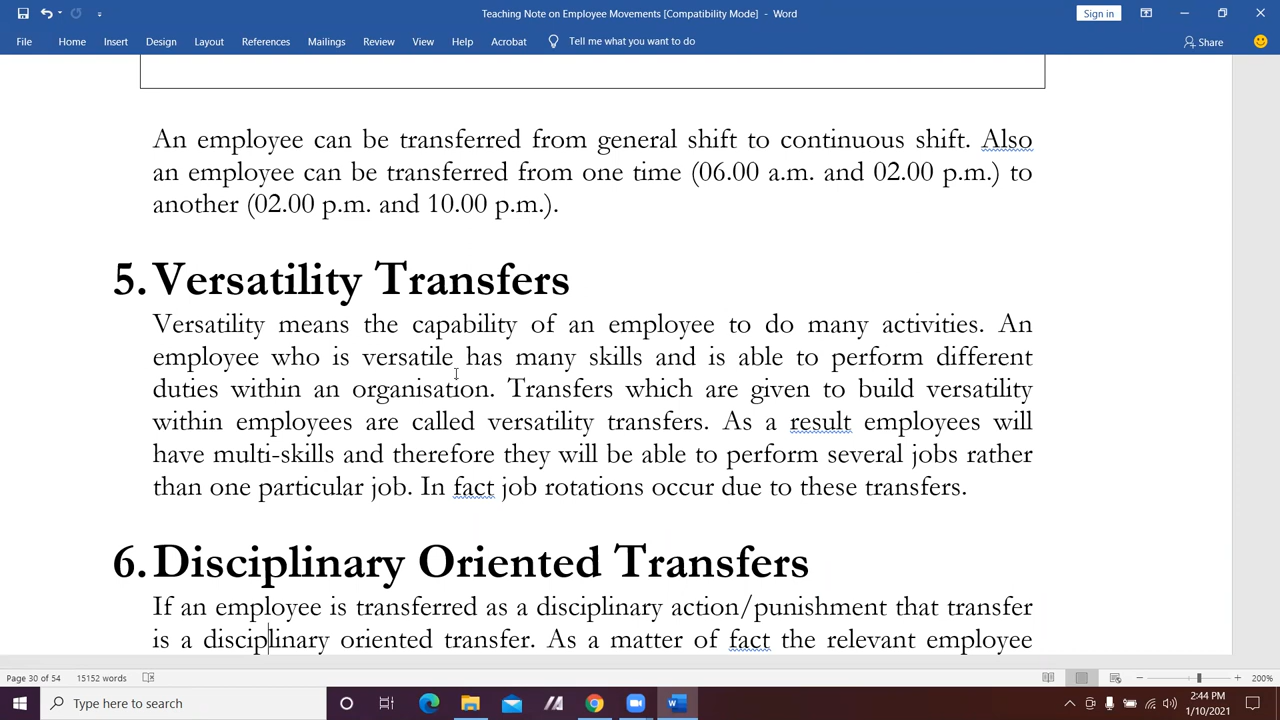 Teaching Note on Employee Movements [Compatibility Mode] - Word
Sign in
File Home Insert Design Layout References Mailings Review View Help Acrobat Tell me what you want to do Share
An employee can be transferred from general shift to continuous shift. Also
an employee can be transferred from one time (06.00 a.m. and 02.00 p.m.) to
another (02.00 p.m. and 10.00 p.m.).
5. Versatility Transfers
Versatility means the capability of an employee to do many activities. An
employee who is versatile has many skills and is able to perform different
duties within an organisation. Transfers which are given to build versatility
within employees are called versatility transfers. As a result employees will
have multi-skills and therefore they will be able to perform several jobs rather
than one particular job. In fact job rotations occur due to these transfers.
6. Disciplinary Oriented Transfers
If an employee is transferred as a disciplinary action/punishment that transfer
is a disciplinary oriented transfer. As a matter of fact the relevant employee
Page 30 of 54 15152 words 200%
Type here to search
2:44 PM
1/10/2021